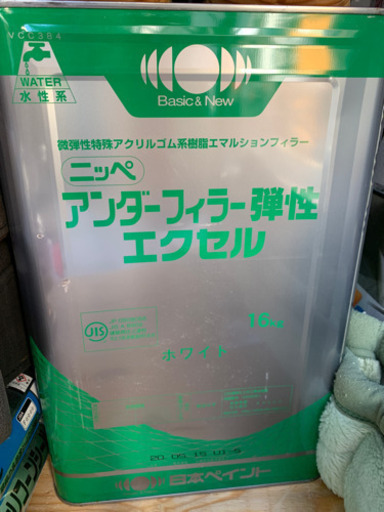 VCC384
WATER
水性系
Basic & New
微弾性特殊アクリルゴム系樹脂エマルションフィラー
ニッペ
アンダーフィラー弾性
エクセル
16kg
JIS
ホワイト
日本ペイント